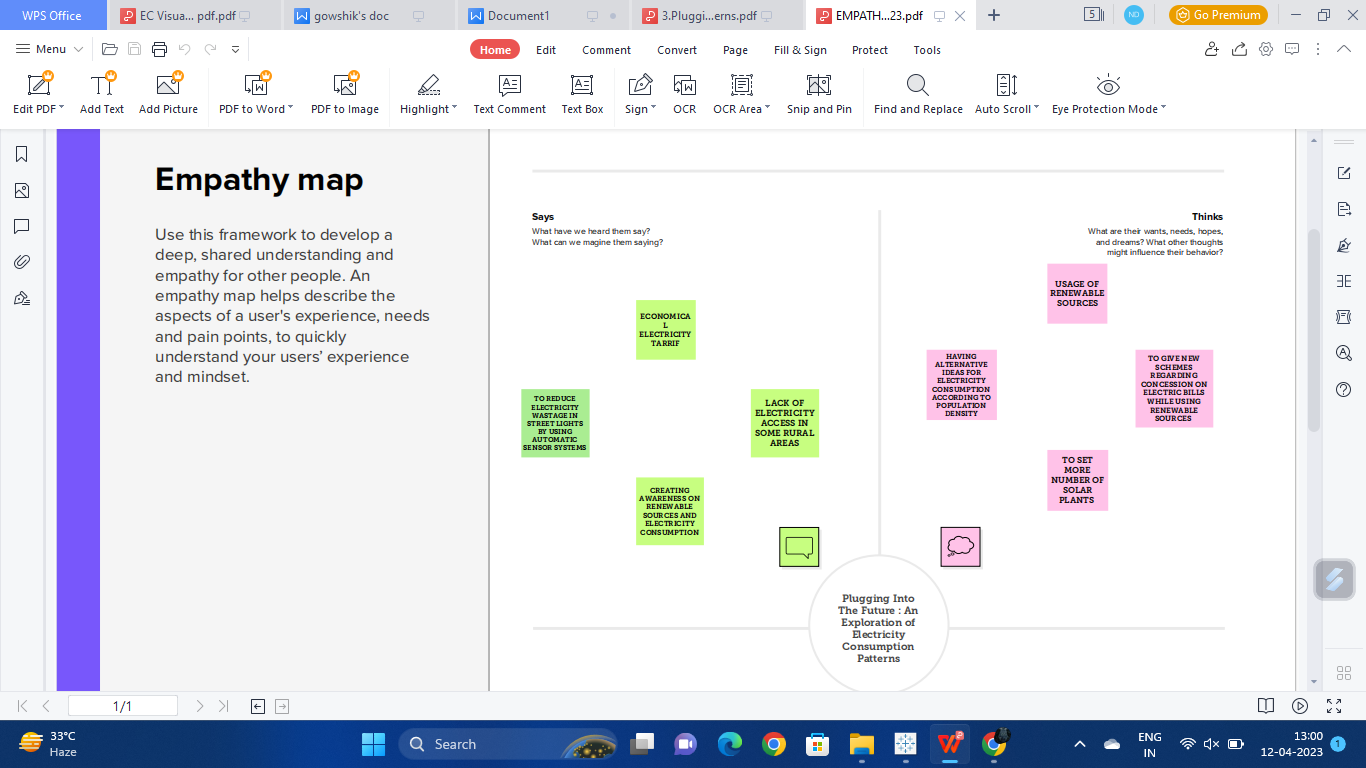 WPS Office
EC Visua... pdf.pdf
gowshik's doc
Document1
3.Pluggi...erns.pdf
EMPATH...23.pdf
5
ND
Go Premium
Menu
Home
Edit
Comment
Convert
Page
Fill & Sign
Protect
Tools
Edit PDF
Add Text
Add Picture
PDF to Word
PDF to Image
Highlight
Text Comment
Text Box
Sign
OCR
OCR Area
Snip and Pin
Find and Replace
Auto Scroll
Eye Protection Mode
Empathy map
Use this framework to develop a
deep, shared understanding and
empathy for other people. An
empathy map helps describe the
aspects of a user's experience, needs
and pain points, to quickly
understand your users’ experience
and mindset.
Says
What have we heard them say?
What can we magine them saying?
Thinks
What are their wants, needs, hopes,
and dreams? What other thoughts
might influence their behavior?
ECONOMICA
L
ELECTRICITY
TARRIF
TO REDUCE
ELECTRICITY
WASTAGE IN
STREET LIGHTS
BY USING
AUTOMATIC
SENSOR SYSTEMS
LACK OF
ELECTRICITY
ACCESS IN
SOME RURAL
AREAS
CREATING
AWARENESS ON
RENEWABLE
SOURCES AND
ELECTRICITY
CONSUMPTION
USAGE OF
RENEWABLE
SOURCES
HAVING
ALTERNATIVE
IDEAS FOR
ELECTRICITY
CONSUMPTION
ACCORDING TO
POPULATION
DENSITY
TO GIVE NEW
SCHEMES
REGARDING
CONCESSION ON
ELECTRIC BILLS
WHILE USING
RENEWABLE
SOURCES
TO SET
MORE
NUMBER OF
SOLAR
PLANTS
Plugging Into
The Future : An
Exploration of
Electricity
Consumption
Patterns
1/1
33°C
Haze
Search
ENG
IN
13:00
12-04-2023
1